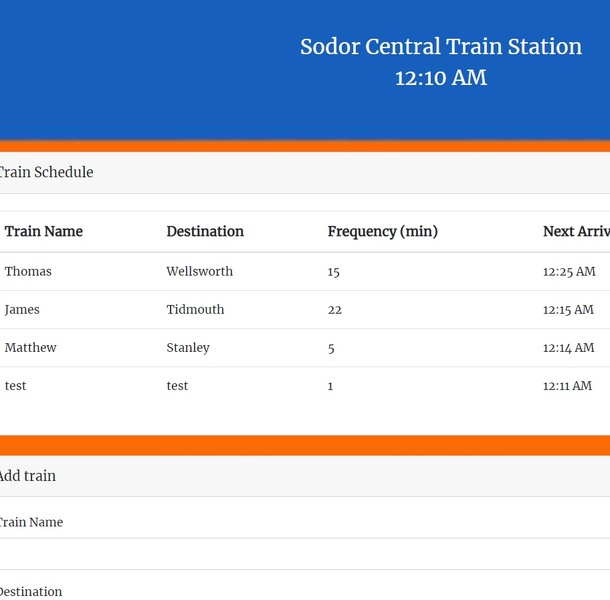 Sodor Central Train Station
12:10 AM
Train Schedule
Train Name Destination Frequency (min) Next Arriv
Thomas Wellsworth 15 12:25 AM
James Tidmouth 22 12:15 AM
Matthew Stanley 5 12:14 AM
test test 1 12:11 AM
Add train
Train Name
Destination